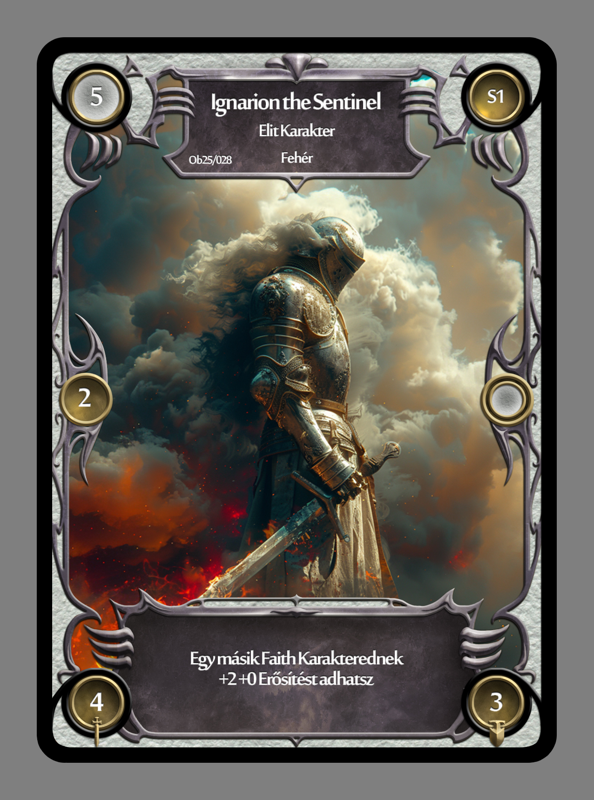 5
S1
Ignarion the Sentinel
Elit Karakter
Ob25/028
Fehér
2
Egy másik Faith Karakterednek
+2 +0 Erősítést adhatsz
4
3